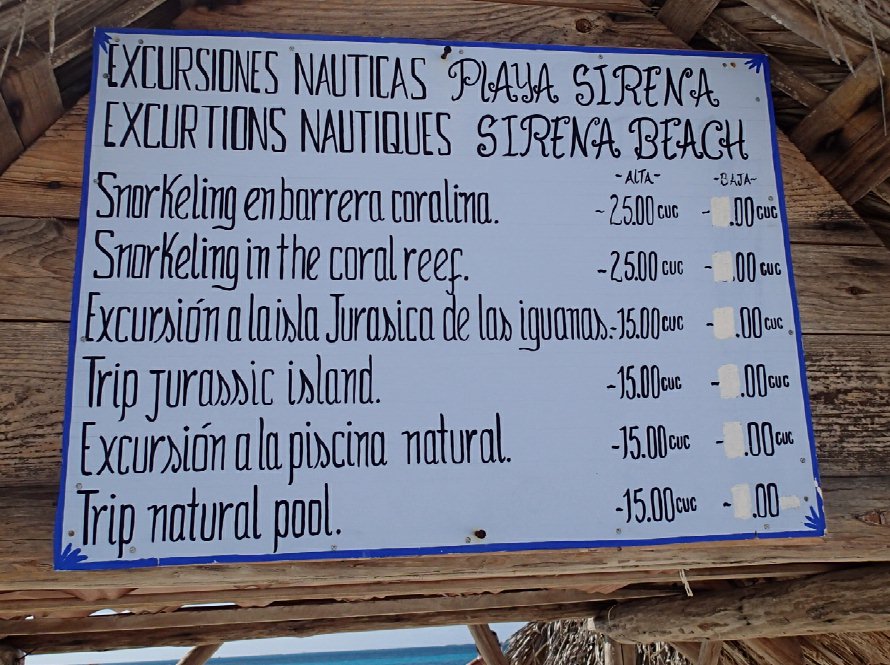 EXCURSIONES NAUTICAS "PLAYA SIRENA"
EXCURTIONS NAUTIQUES SIRENA BEACH
-ALTA- -BAJA-
Snorkeling en barrera coralina. -25.00 CUC - .00 CUC
Snorkeling in the coral reef. -25.00 CUC - .00 CUC
Excursión a la isla Jurasica de las iguanas.-15.00 CUC - .00 CUC
Trip Jurassic island. -15.00 CUC - .00 CUC
Excursión a la piscina natural. -15.00 CUC - .00 CUC
Trip natural pool. -15.00 CUC - .00